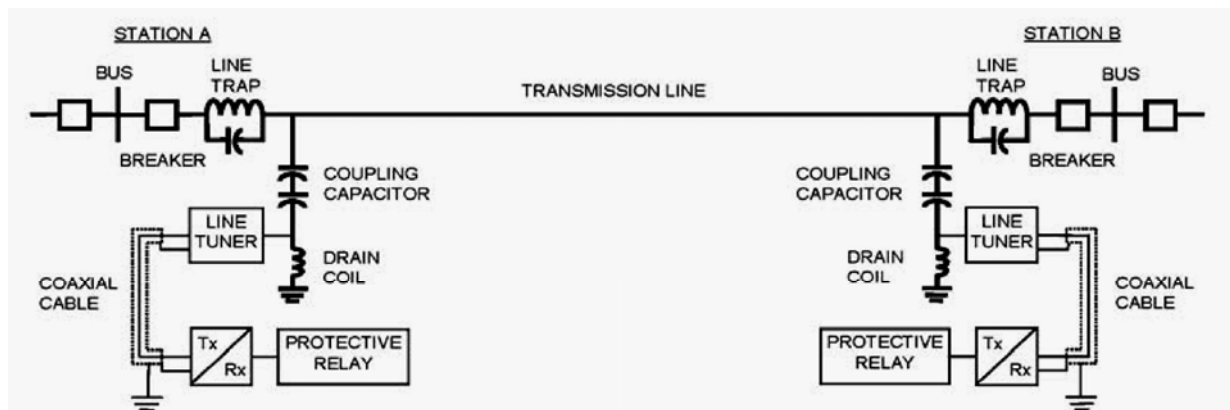 STATION A
STATION B
BUS
LINE
TRAP
TRANSMISSION LINE
LINE
TRAP
BUS
BREAKER
BREAKER
COUPLING
CAPACITOR
COUPLING
CAPACITOR
LINE
TUNER
LINE
TUNER
DRAIN
COIL
DRAIN
COIL
COAXIAL
CABLE
COAXIAL
CABLE
Tx
Rx
PROTECTIVE
RELAY
PROTECTIVE
RELAY
Tx
Rx